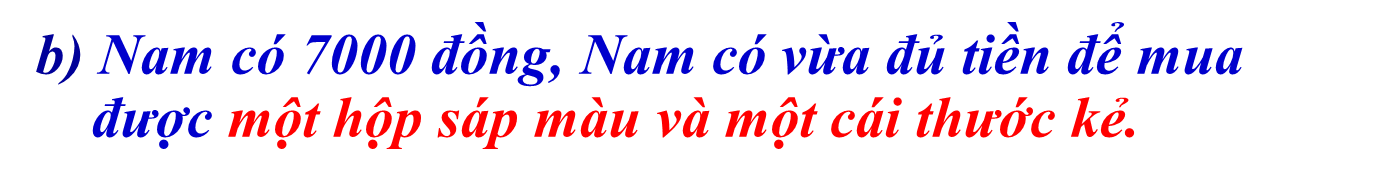 b) Nam có 7000 đồng, Nam có vừa đủ tiền để mua
được một hộp sáp màu và một cái thước kẻ.